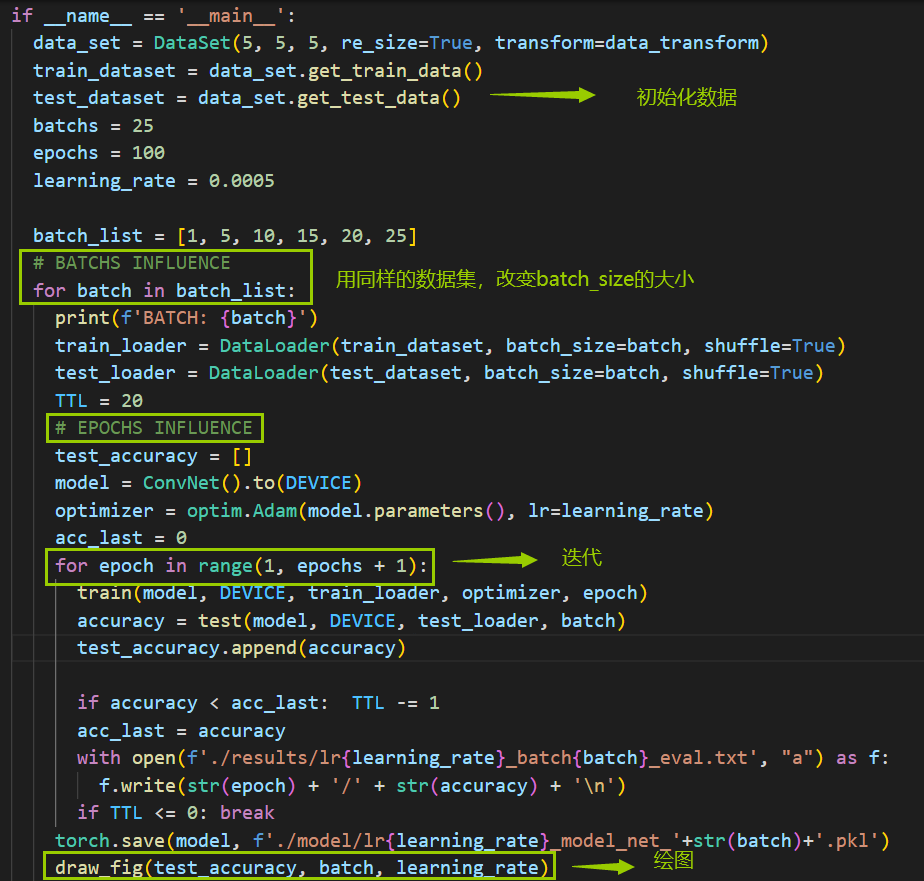 if __name__ == '__main__':
data_set = DataSet(5, 5, 5, re_size=True, transform=data_transform)
train_dataset = data_set.get_train_data()
test_dataset = data_set.get_test_data() 初始化数据
batchs = 25
epochs = 100
learning_rate = 0.0005
batch_list = [1, 5, 10, 15, 20, 25]
# BATCHS INFLUENCE
for batch in batch_list: 用同样的数据集，改变batch_size的大小
print(f'BATCH: {batch}')
train_loader = DataLoader(train_dataset, batch_size=batch, shuffle=True)
test_loader = DataLoader(test_dataset, batch_size=batch, shuffle=True)
TTL = 20
# EPOCHS INFLUENCE
test_accuracy = []
model = ConvNet().to(DEVICE)
optimizer = optim.Adam(model.parameters(), lr=learning_rate)
acc_last = 0
for epoch in range(1, epochs + 1): 迭代
train(model, DEVICE, train_loader, optimizer, epoch)
accuracy = test(model, DEVICE, test_loader, batch)
test_accuracy.append(accuracy)
if accuracy < acc_last: TTL -= 1
acc_last = accuracy
with open(f'./results/lr{learning_rate}_batch{batch}_eval.txt', "a") as f:
f.write(str(epoch) + '/' + str(accuracy) + '\n')
if TTL <= 0: break
torch.save(model, f'./model/lr{learning_rate}_model_net_'+str(batch)+'.pkl')
draw_fig(test_accuracy, batch, learning_rate) 绘图